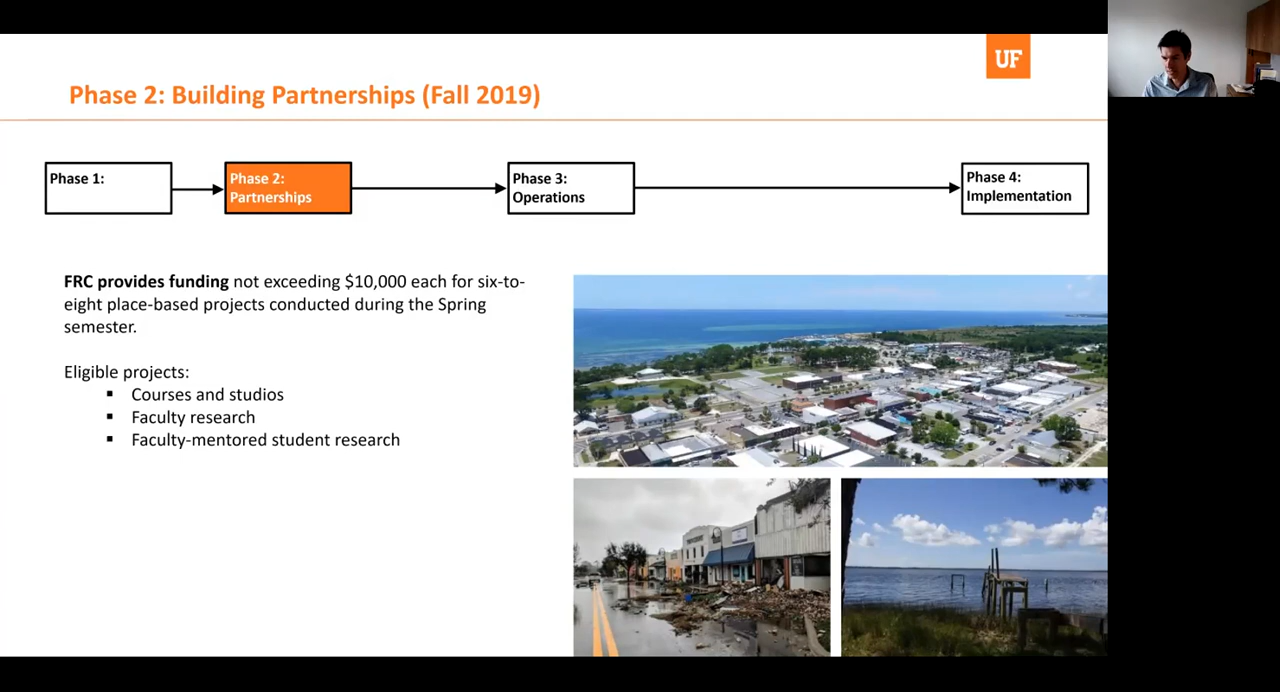 UF
Phase 2: Building Partnerships (Fall 2019)
Phase 1:
Phase 2:
Partnerships
Phase 3:
Operations
Phase 4:
Implementation
FRC provides funding not exceeding $10,000 each for six-to-
eight place-based projects conducted during the Spring
semester.
Eligible projects:
▪ Courses and studios
▪ Faculty research
▪ Faculty-mentored student research